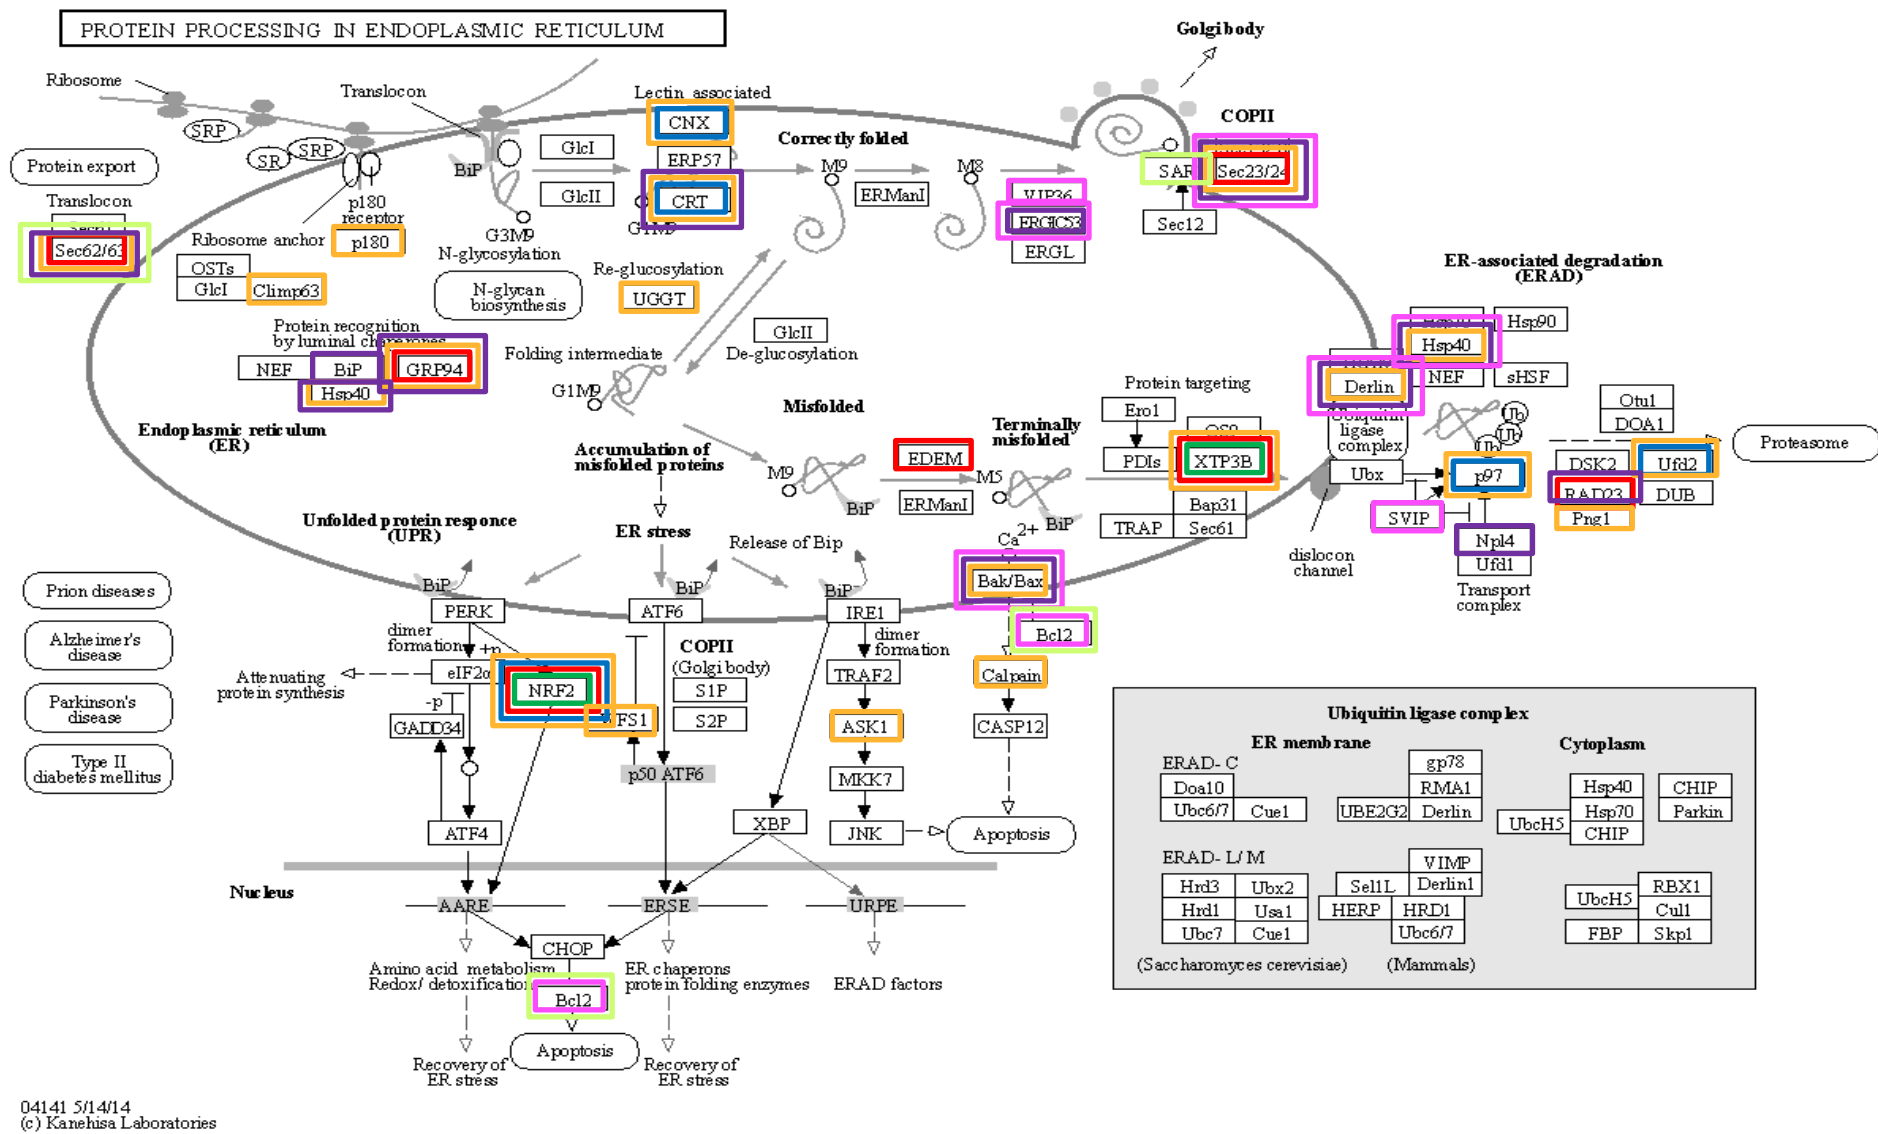 PROTEIN PROCESSING IN ENDOPLASMIC RETICULUM
Golgi body
Ribosome
Translocon
Lectin associated
COPII
SRP
SR
SRP
CNX
GlcI
ERP57
Correctly folded
BiP
M9
M8
SAR
Sec23/24
Protein export
GlcII
CRT
ERManI
VIP36
ERGIC53
ERGL
Sec12
Translocon
p180
receptor
Sec62/63
Ribosome anchor
p180
G3M9
N-glycosylation
OSTs
GlcI
Climp63
N-glycan
biosynthesis
Re-glucosylation
UGGT
ER-associated degradation
(ERAD)
Protein recognition
by luminal chaperones
NEF
BiP
GRP94
Hsp40
Folding intermediate
GlcII
De-glucosylation
G1M9
Hsp90
Hsp40
Derlin
NEF
sHSF
Protein targeting
Ero1
PDIs
XTP3B
Bap31
TRAP
Sec61
Ubiquitin
ligase
complex
Ub
Ub
Ub
Otu1
DOA1
Proteasome
Ubx
p97
DSK2
Ufd2
RAD23
DUB
Png1
SVIP
Npl4
Ufd1
Transport
complex
dislocon
channel
Endoplasmic reticulum
(ER)
Misfolded
Terminally
misfolded
Accumulation of
misfolded proteins
M9
EDEM
M5
ERManI
BiP
BiP
Unfolded protein responce
(UPR)
ER stress
Release of Bip
Ca2+
BiP
BiP
BiP
Bak/Bax
Bcl2
Prion diseases
Alzheimer's
disease
Parkinson's
disease
Type II
diabetes mellitus
PERK
ATF6
IRE1
dimer
formation
+p
COPII
(Golgi body)
dimer
formation
Attenuating
protein synthesis
eIF2α
NRF2
S1P
TRAF2
Calpain
-p
GADD34
S2P
ASK1
CASP12
p50 ATF6
MKK7
ATF4
XBP
JNK
Apoptosis
Nucleus
AARE
ERSE
URPE
CHOP
Amino acid metabolism
Redox/ detoxification
ER chaperons
protein folding enzymes
ERAD factors
Bcl2
Apoptosis
Recovery of
ER stress
Recovery of
ER stress
Ubiquitin ligase complex
ER membrane
Cytoplasm
ERAD- C
Doa10
Ubc6/7
Cue1
gp78
RMA1
UBE2G2
Derlin
Hsp40
UbcH5
Hsp70
CHIP
CHIP
Parkin
ERAD- L/ M
Hrd3
Ubx2
Hrd1
Usa1
Ubc7
Cue1
VIMP
Sel1L
Derlin1
HERP
HRD1
Ubc6/7
UbcH5
RBX1
Cul1
FBP
Skp1
(Saccharomyces cerevisiae)
(Mammals)
04141 5/14/14
(c) Kanehisa Laboratories